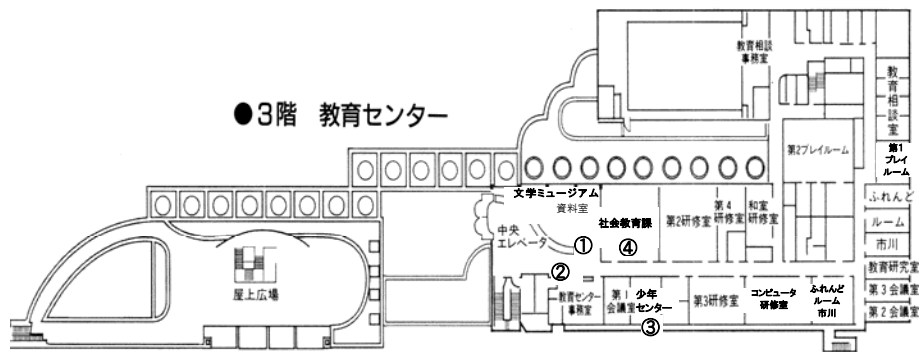 ●3階 教育センター
教育相談
事務室
教育相談室
第2プレイルーム
第1
プレイ
ルーム
文学ミュージアム
資料室
社会教育課
第2研修室
第4
研修室
和室
研修室
ふれんど
ルーム
市川
中央
エレベータ
①
④
②
教育研究室
屋上広場
教育センター
事務室
第1
会議室
少年
センター
③
第3研修室
コンピュータ
研修室
ふれんど
ルーム
市川
第3会議室
第2会議室